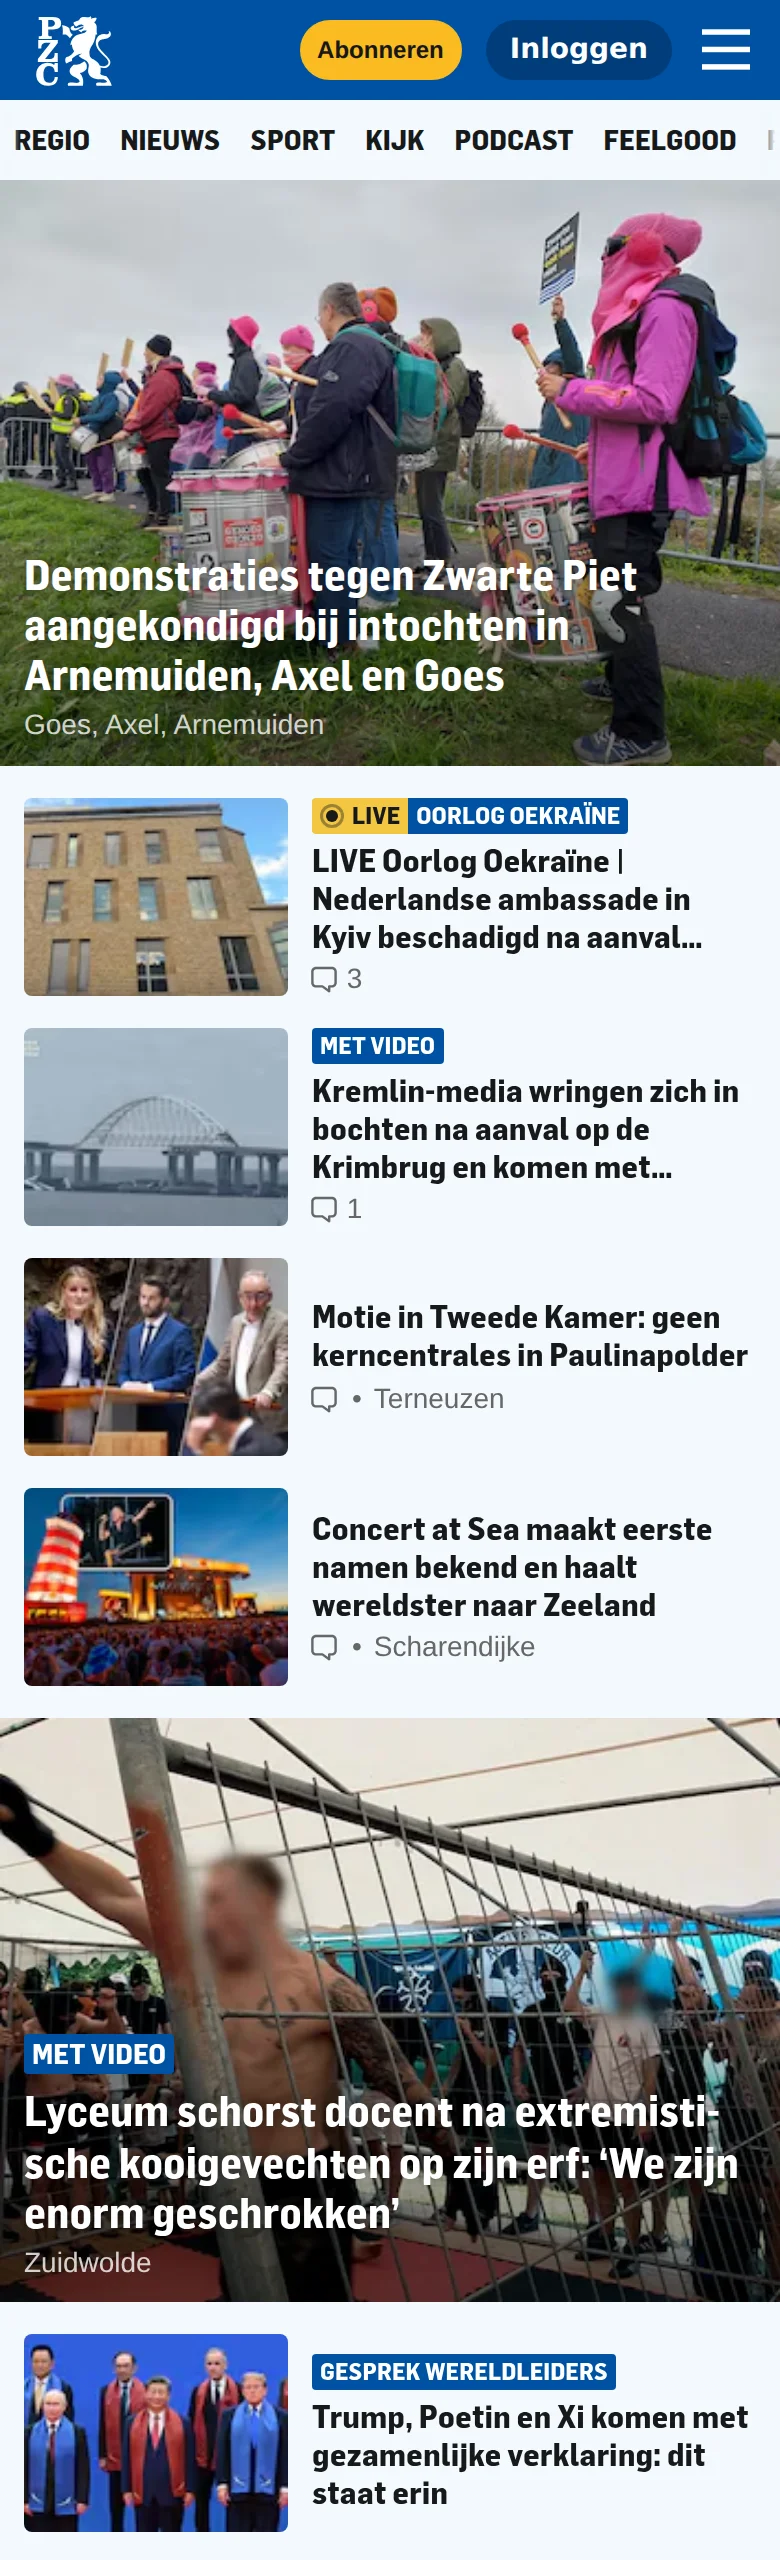 PZC
Abonneren
Inloggen
REGIO NIEUWS SPORT KIJK PODCAST FEELGOOD
Demonstraties tegen Zwarte Piet
aangekondigd bij intochten in
Arnemuiden, Axel en Goes
Goes, Axel, Arnemuiden
LIVE OORLOG OEKRAÏNE
LIVE Oorlog Oekraïne |
Nederlandse ambassade in
Kyiv beschadigd na aanval...
3
MET VIDEO
Kremlin-media wringen zich in
bochten na aanval op de
Krimbrug en komen met...
1
Motie in Tweede Kamer: geen
kerncentrales in Paulinapolder
• Terneuzen
Concert at Sea maakt eerste
namen bekend en haalt
wereldster naar Zeeland
• Scharendijke
MET VIDEO
Lyceum schorst docent na extremisti-
sche kooigevechten op zijn erf: ‘We zijn
enorm geschrokken’
Zuidwolde
GESPREK WERELDLEIDERS
Trump, Poetin en Xi komen met
gezamenlijke verklaring: dit
staat erin